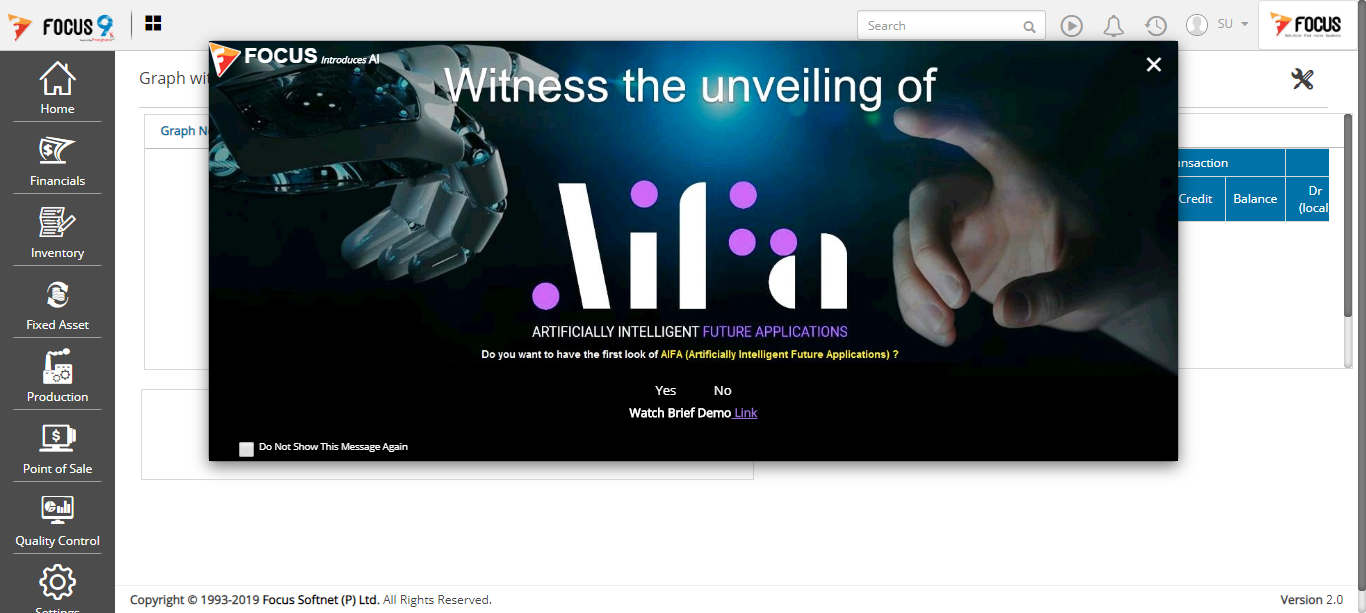 FOCUS 9
Search
SU
FOCUS
FOCUS Introduces AI
Witness the unveiling of
Graph wi
Home
Graph N
Financials
Inventory
Fixed Asset
Production
Point of Sale
Quality Control
Settings
ansaction
Credit
Balance
Dr
(local
Aifa
ARTIFICIALLY INTELLIGENT FUTURE APPLICATIONS
Do you want to have the first look of AIFA (Artificially Intelligent Future Applications) ?
Yes
No
Watch Brief Demo Link
Do Not Show This Message Again
Copyright © 1993-2019 Focus Softnet (P) Ltd. All Rights Reserved.
Version 2.0